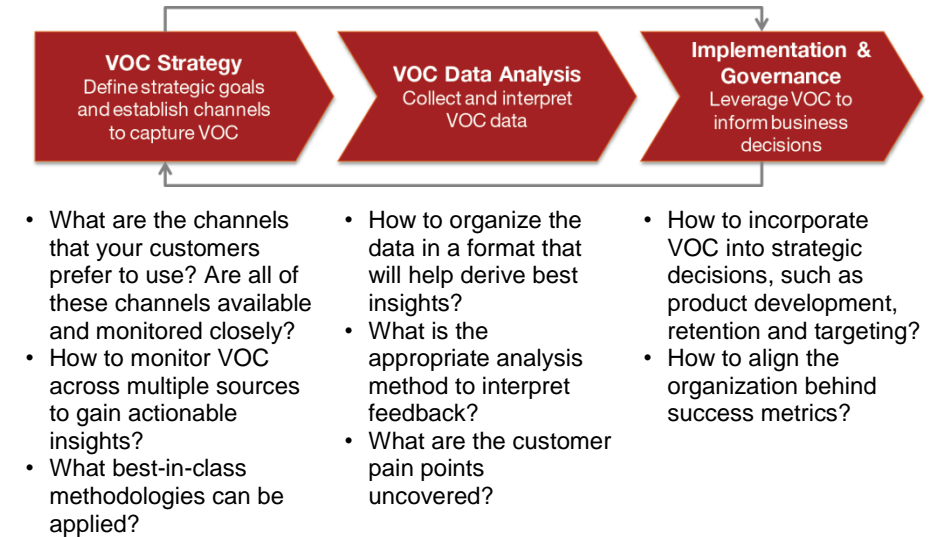 VOC Strategy
Define strategic goals
and establish channels
to capture VOC
VOC Data Analysis
Collect and interpret
VOC data
Implementation &
Governance
Leverage VOC to
inform business
decisions
• What are the channels
that your customers
prefer to use? Are all of
these channels available
and monitored closely?
• How to monitor VOC
across multiple sources
to gain actionable
insights?
• What best-in-class
methodologies can be
applied?
• How to organize the
data in a format that
will help derive best
insights?
• What is the
appropriate analysis
method to interpret
feedback?
• What are the customer
pain points
uncovered?
• How to incorporate
VOC into strategic
decisions, such as
product development,
retention and targeting?
• How to align the
organization behind
success metrics?